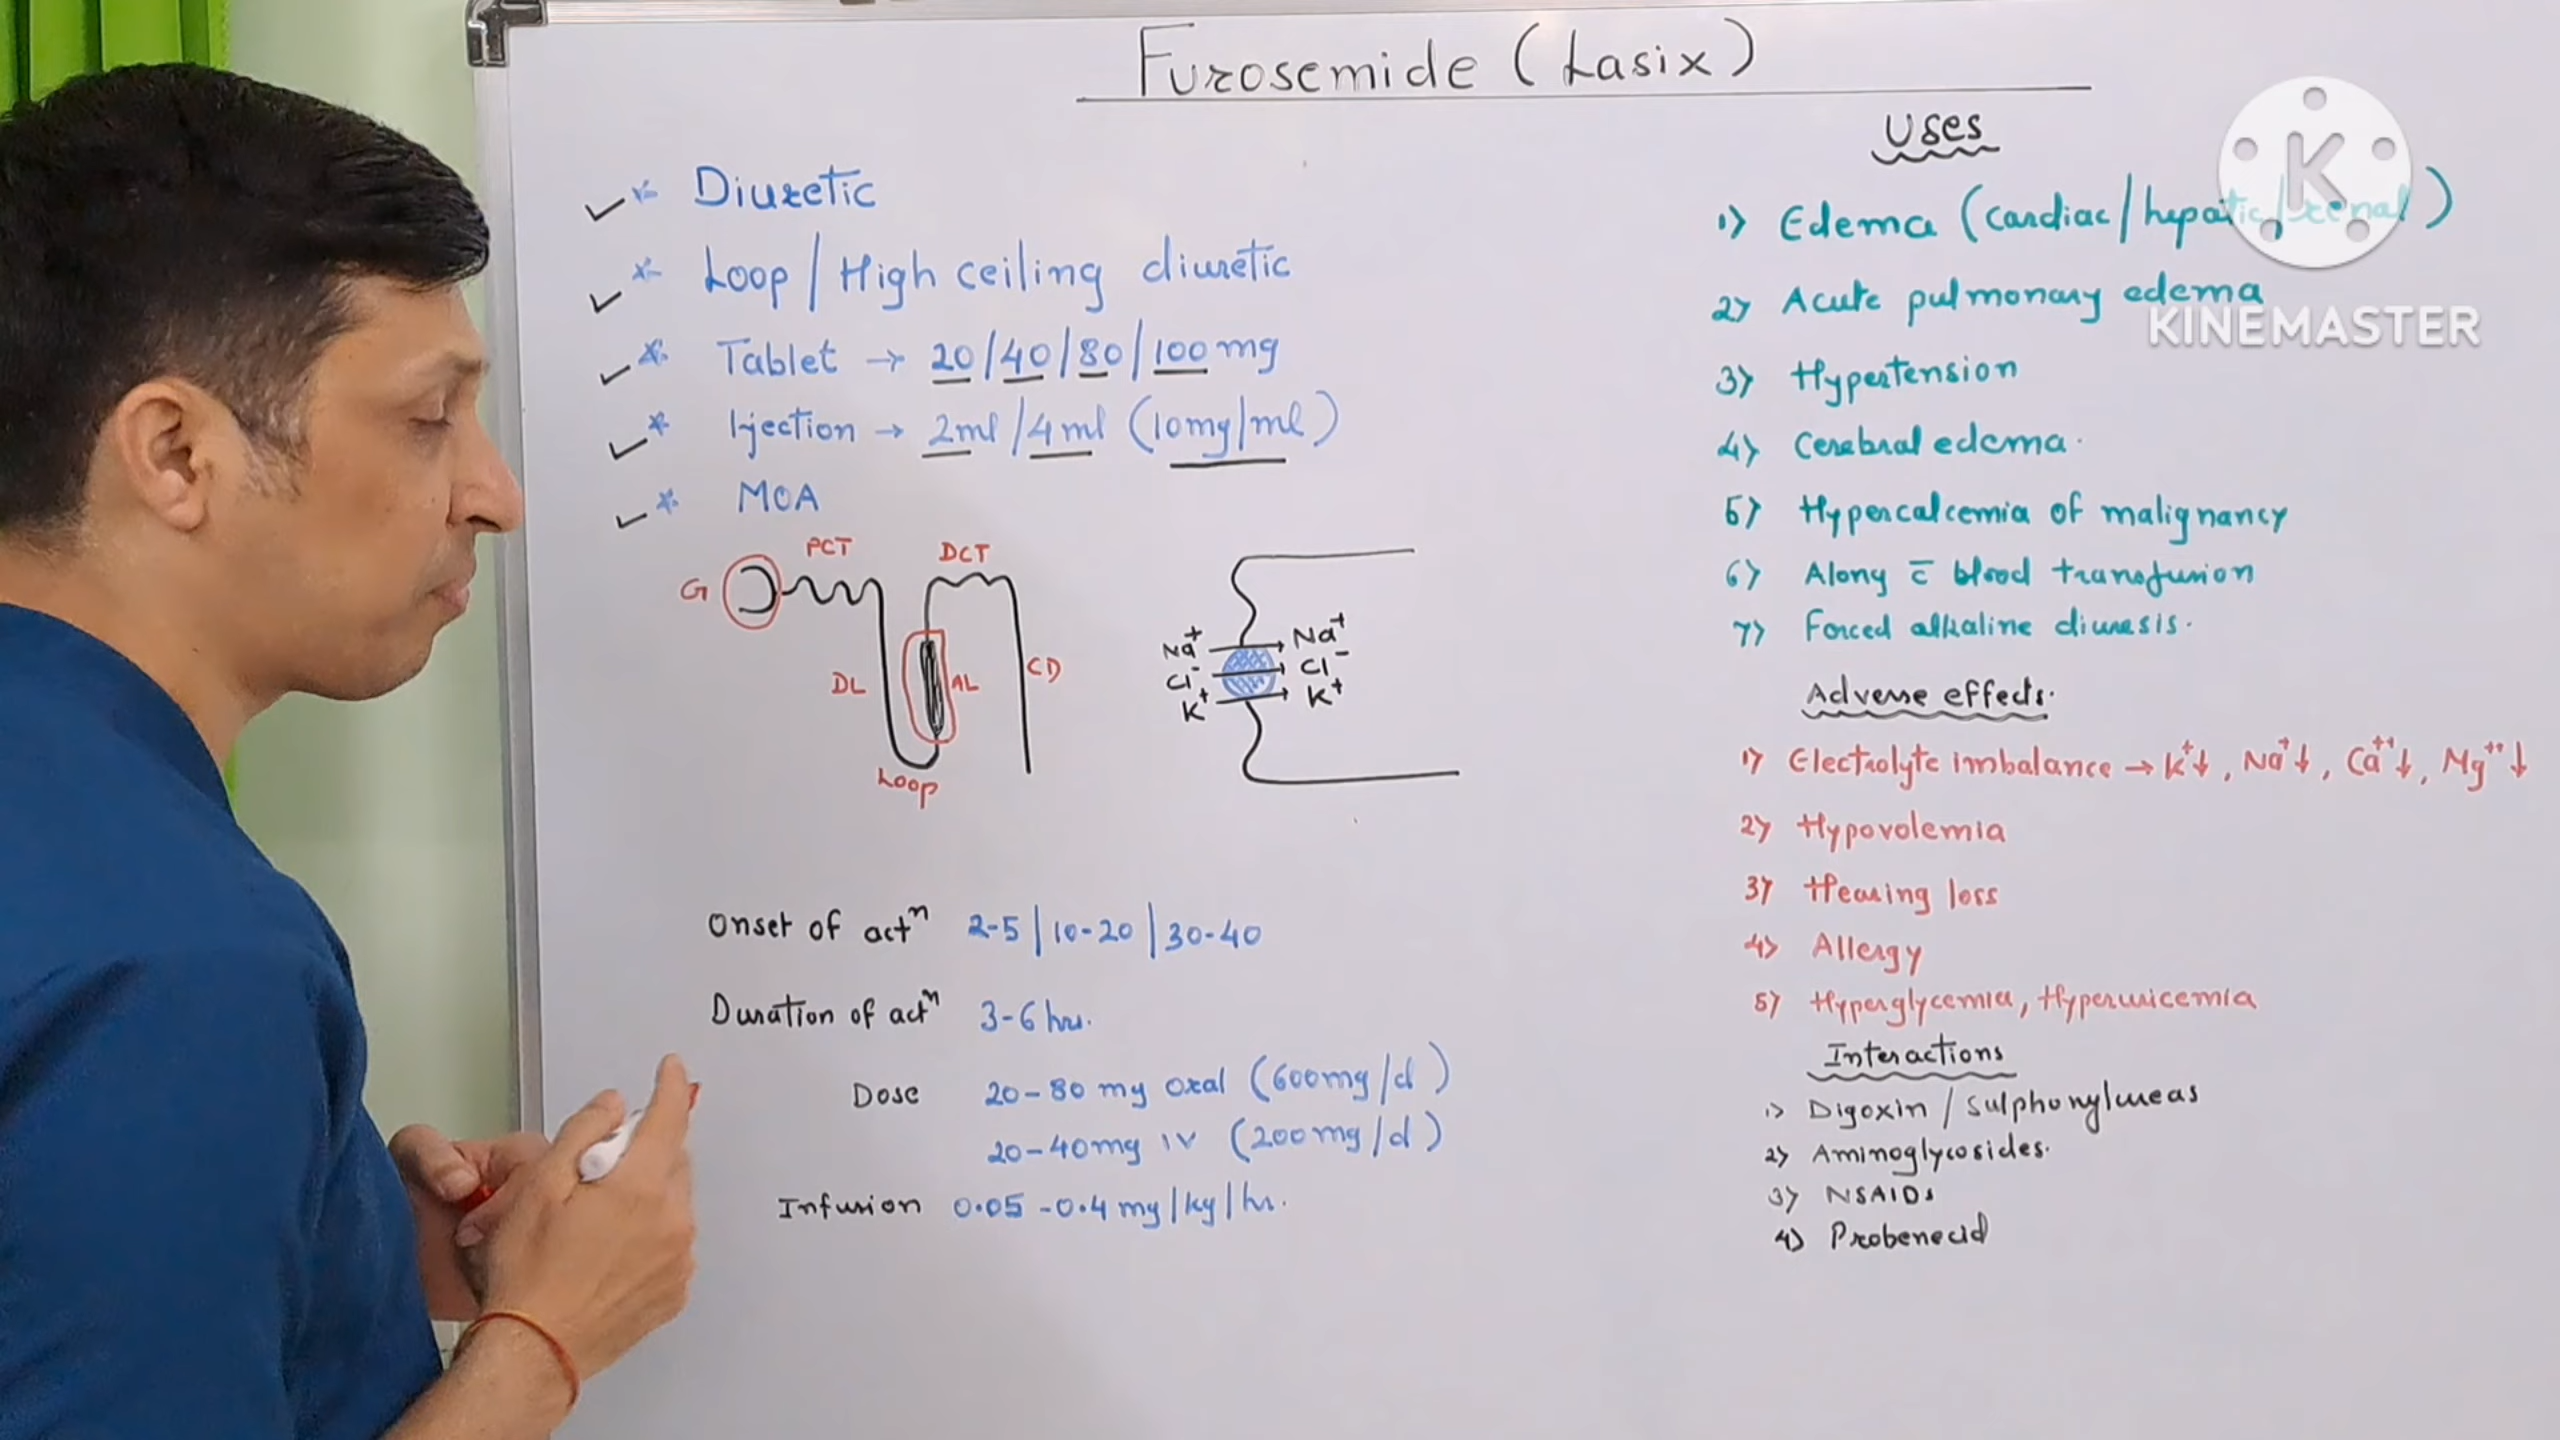 Furosemide (Lasix)
* Diuretic
* Loop/High ceiling diuretic
* Tablet → 20/40/80/100mg
* Ijection → 2ml/4ml (10mg/ml)
* MOA
G
PCT
DCT
DL
AL
CD
Loop
Na⁺ Na⁺
Cl⁻ Cl⁻
K⁺ K⁺
Onset of actⁿ 2-5|10-20|30-40
Duration of actⁿ 3-6 hrs.
Dose 20-80 mg oral (600mg/d)
20-40mg IV (200mg/d)
Infusion 0.05-0.4 mg/kg/hr.
Uses
1) Edema (cardiac/hepatic/renal)
2) Acute pulmonary edema
3) Hypertension
4) Cerebral edema.
5) Hypercalcemia of malignancy
6) Along c̅ blood transfusion
7) Forced alkaline diuresis.
Adverse effects.
1) Electrolyte imbalance → K⁺↓, Na⁺↓, Ca⁺⁺↓, Mg⁺⁺↓
2) Hypovolemia
3) Hearing loss
4) Allergy
5) Hyperglycemia, Hyperuricemia
Interactions
1) Digoxin / Sulphonylureas
2) Aminoglycosides.
3) NSAIDs
4) Probenecid
K
KINEMASTER